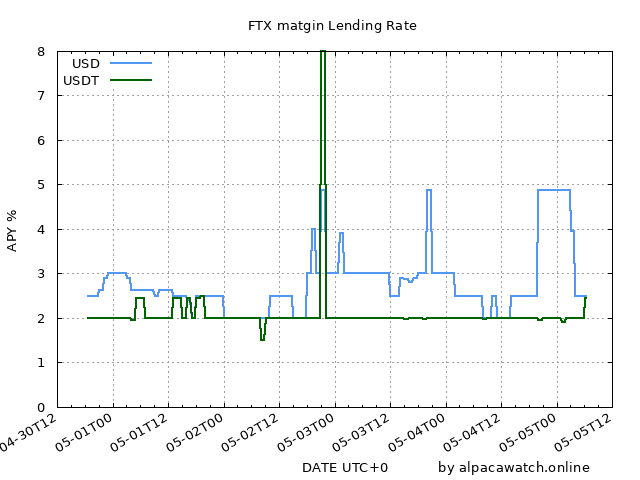 FTX matgin Lending Rate
USD
USDT
8
7
6
5
4
3
2
1
0
APY %
04-30T12
05-01T00
05-01T12
05-02T00
05-02T12
05-03T00
05-03T12
05-04T00
05-04T12
05-05T00
05-05T12
DATE UTC+0
by alpacawatch.online